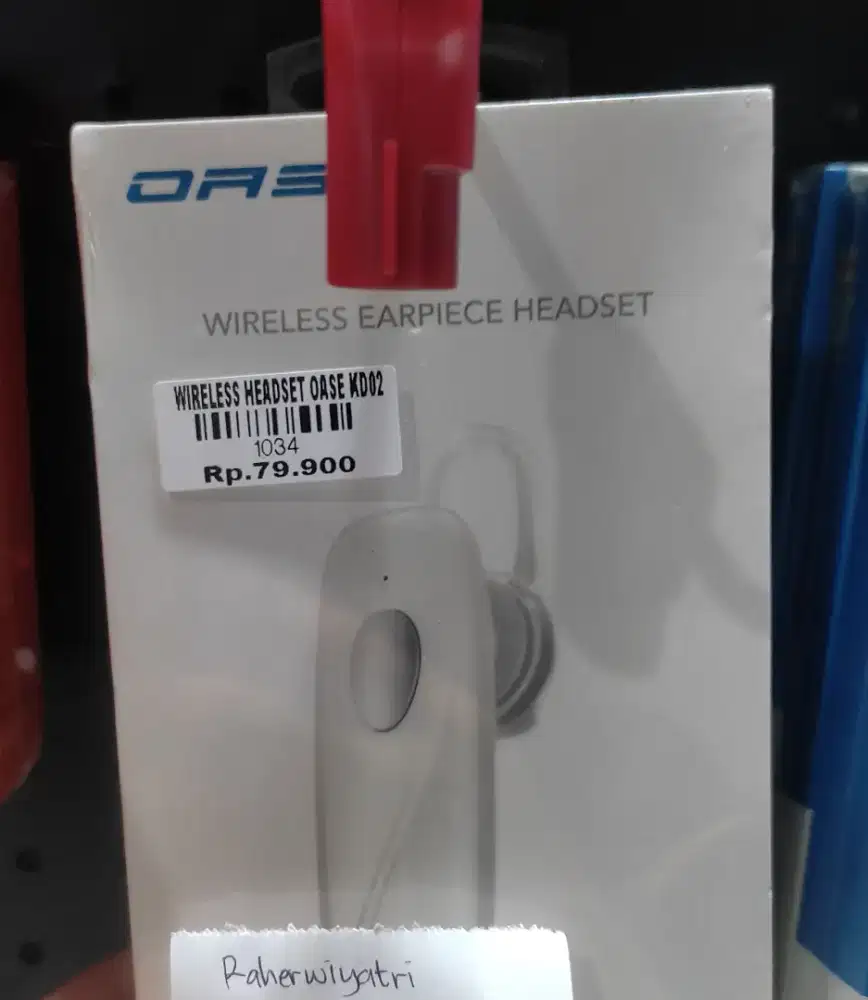 OAS
WIRELESS EARPIECE HEADSET
WIRELESS HEADSET OASE KD02
1034
Rp.79.900
Raherwiyatri